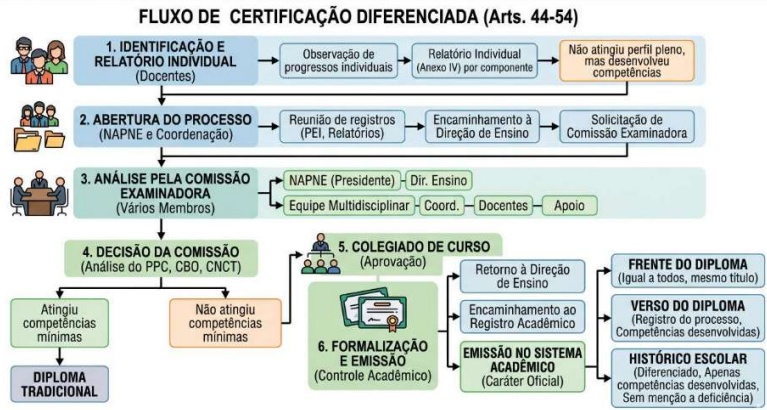 FLUXO DE CERTIFICAÇÃO DIFERENCIADA (Arts. 44-54)
1. IDENTIFICAÇÃO E
RELATÓRIO INDIVIDUAL
(Docentes)
Observação de
progressos individuais
Relatório Individual
(Anexo IV) por componente
Não atingiu perfil pleno,
mas desenvolveu
competências
2. ABERTURA DO PROCESSO
(NAPNE e Coordenação)
Reunião de registros
(PEI, Relatórios)
Encaminhamento à
Direção de Ensino
Solicitação de
Comissão Examinadora
3. ANÁLISE PELA COMISSÃO
EXAMINADORA
(Vários Membros)
NAPNE (Presidente)
Dir. Ensino
Equipe Multidisciplinar
Coord.
Docentes
Apoio
4. DECISÃO DA COMISSÃO
(Análise do PPC, CBO, CNCT)
Atingiu
competências
mínimas
Não atingiu
competências
mínimas
DIPLOMA
TRADICIONAL
5. COLEGIADO DE CURSO
(Aprovação)
6. FORMALIZAÇÃO
E EMISSÃO
(Controle Acadêmico)
Retorno à Direção
de Ensino
Encaminhamento ao
Registro Acadêmico
EMISSÃO NO SISTEMA
ACADÊMICO
(Caráter Oficial)
FRENTE DO DIPLOMA
(Igual a todos, mesmo título)
VERSO DO DIPLOMA
(Registro do processo,
Competências desenvolvidas)
HISTÓRICO ESCOLAR
(Diferenciado, Apenas
competências desenvolvidas,
Sem menção a deficiência)